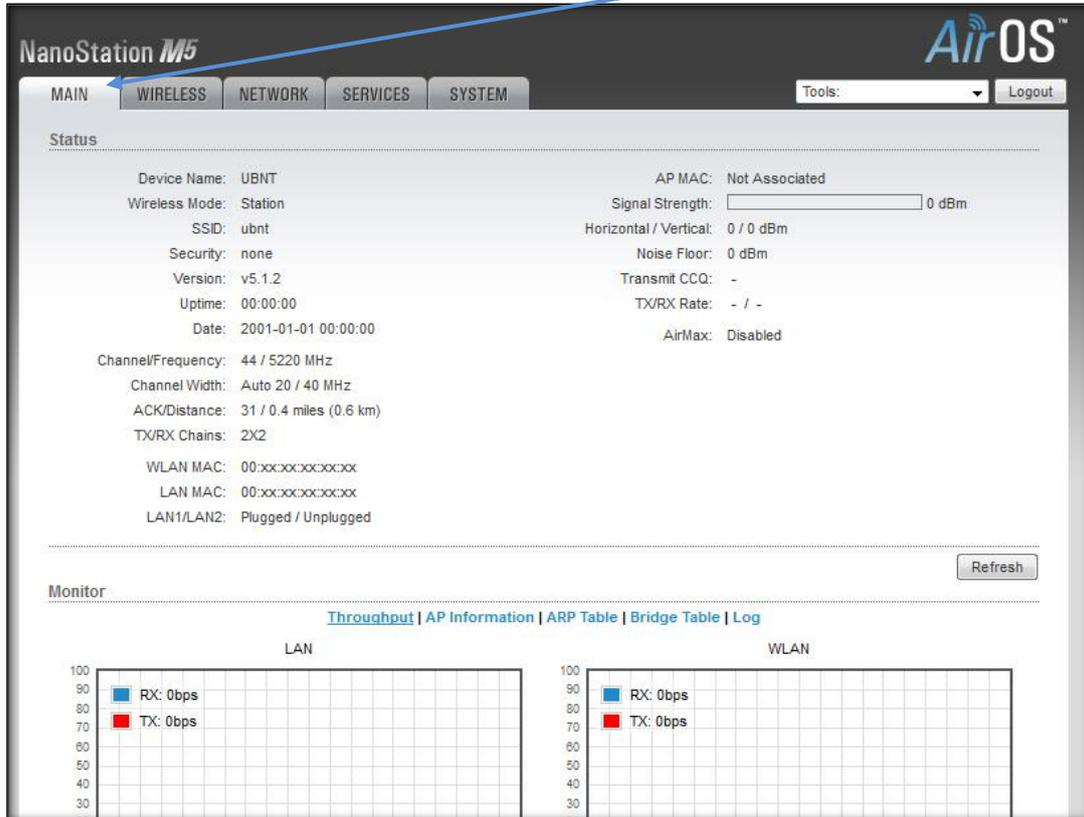 NanoStation M5
AirOS™
MAIN WIRELESS NETWORK SERVICES SYSTEM
Tools: Logout
Status
Device Name: UBNT
Wireless Mode: Station
SSID: ubnt
Security: none
Version: v5.1.2
Uptime: 00:00:00
Date: 2001-01-01 00:00:00
Channel/Frequency: 44 / 5220 MHz
Channel Width: Auto 20 / 40 MHz
ACK/Distance: 31 / 0.4 miles (0.6 km)
TX/RX Chains: 2X2
WLAN MAC: 00:xx:xx:xx:xx:xx
LAN MAC: 00:xx:xx:xx:xx:xx
LAN1/LAN2: Plugged / Unplugged
AP MAC: Not Associated
Signal Strength: 0 dBm
Horizontal / Vertical: 0 / 0 dBm
Noise Floor: 0 dBm
Transmit CCQ: -
TX/RX Rate: - / -
AirMax: Disabled
Refresh
Monitor
Throughput | AP Information | ARP Table | Bridge Table | Log
LAN
100
90
80
70
60
50
40
30
RX: 0bps
TX: 0bps
WLAN
100
90
80
70
60
50
40
30
RX: 0bps
TX: 0bps